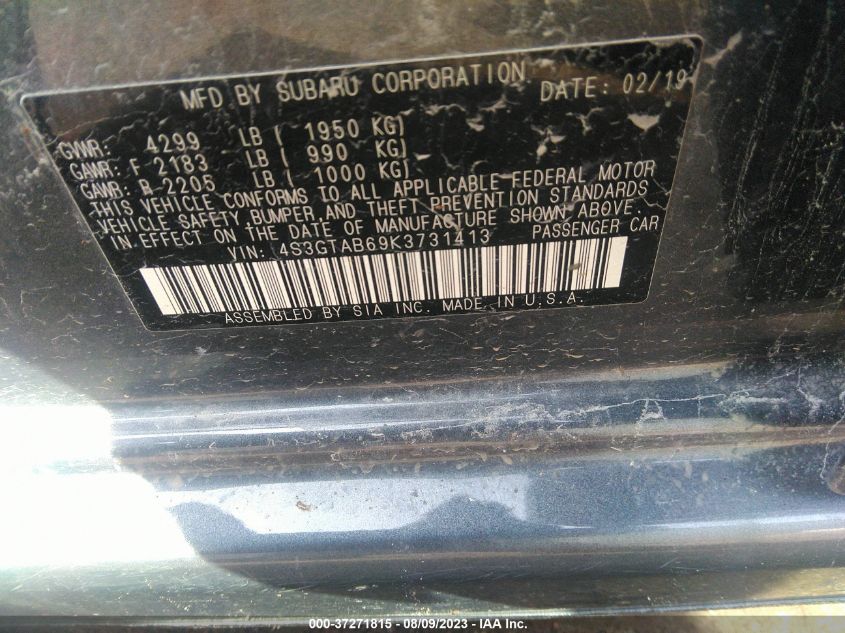 MFD BY SUBARU CORPORATION DATE: 02/19
GVWR: 4299 LB ( 1950 KG)
GAWR: F 2183 LB ( 990 KG)
GAWR: R 2205 LB ( 1000 KG)
THIS VEHICLE CONFORMS TO ALL APPLICABLE FEDERAL MOTOR
VEHICLE SAFETY, BUMPER, AND THEFT PREVENTION STANDARDS
IN EFFECT ON THE DATE OF MANUFACTURE SHOWN ABOVE.
VIN: 4S3GTAB69K3731413 PASSENGER CAR
ASSEMBLED BY SIA INC. MADE IN U.S.A.
000-37271815 - 08/09/2023 - IAA Inc.